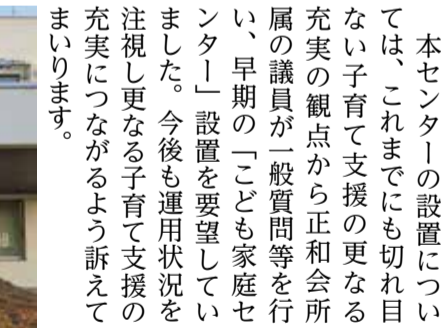 本センターの設置につい
ては、これまでにも切れ目
ない子育て支援の更なる
充実の観点から正和会所
属の議員が一般質問等を行
い、早期の「こども家庭セ
ンター」設置を要望してい
ました。今後も運用状況を
注視し更なる子育て支援の
充実につながるよう訴えて
まいります。